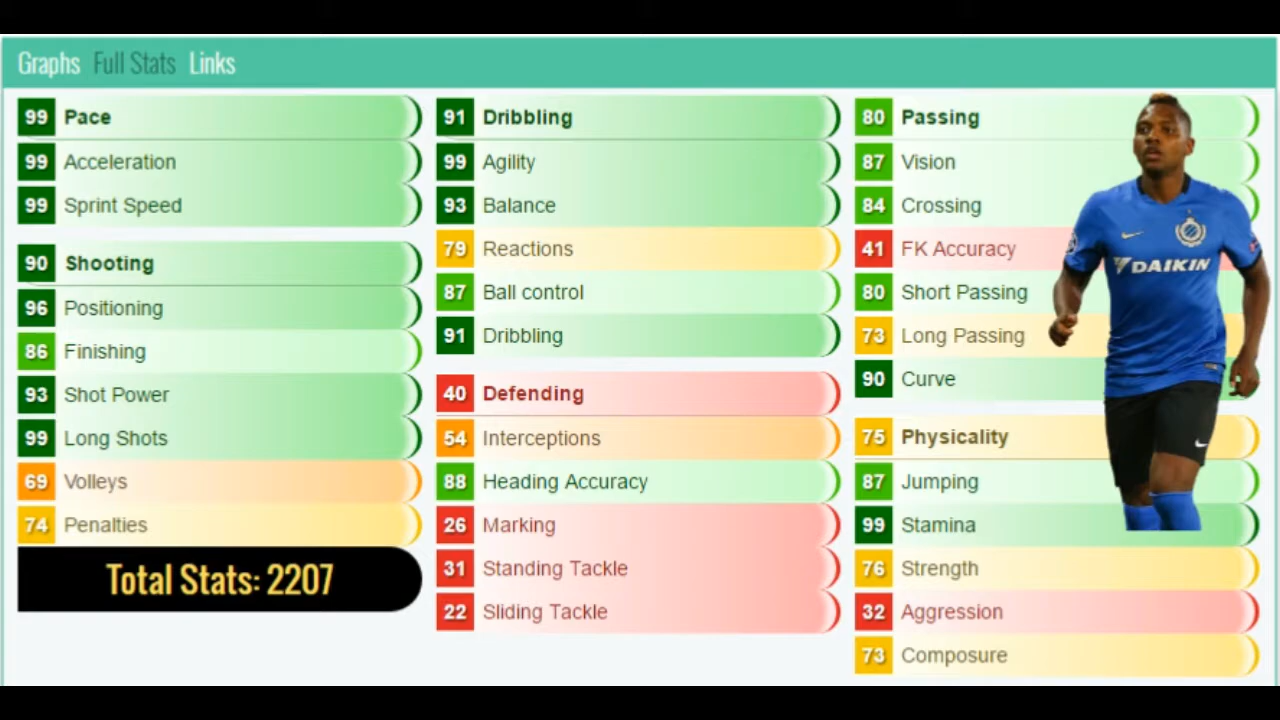 Graphs Full Stats Links
99 Pace
99 Acceleration
99 Sprint Speed
90 Shooting
96 Positioning
86 Finishing
93 Shot Power
99 Long Shots
69 Volleys
74 Penalties
Total Stats: 2207
91 Dribbling
99 Agility
93 Balance
79 Reactions
87 Ball control
91 Dribbling
40 Defending
54 Interceptions
88 Heading Accuracy
26 Marking
31 Standing Tackle
22 Sliding Tackle
80 Passing
87 Vision
84 Crossing
41 FK Accuracy
80 Short Passing
73 Long Passing
90 Curve
75 Physicality
87 Jumping
99 Stamina
76 Strength
32 Aggression
73 Composure
DAIKIN